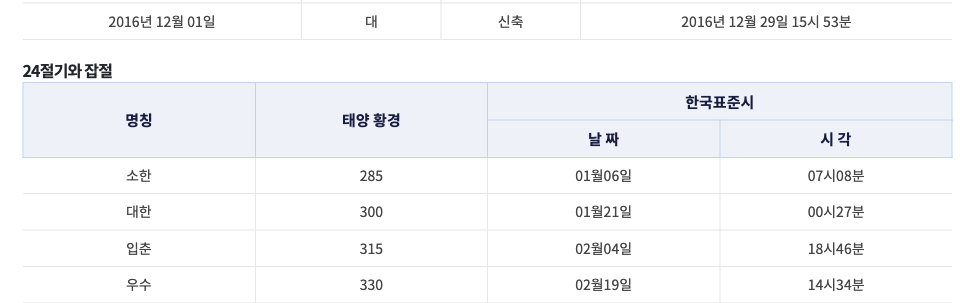 2016년 12월 01일 대 신축 2016년 12월 29일 15시 53분
24절기와 잡절
명칭 태양 황경 한국표준시
날 짜 시 각
소한 285 01월06일 07시08분
대한 300 01월21일 00시27분
입춘 315 02월04일 18시46분
우수 330 02월19일 14시34분